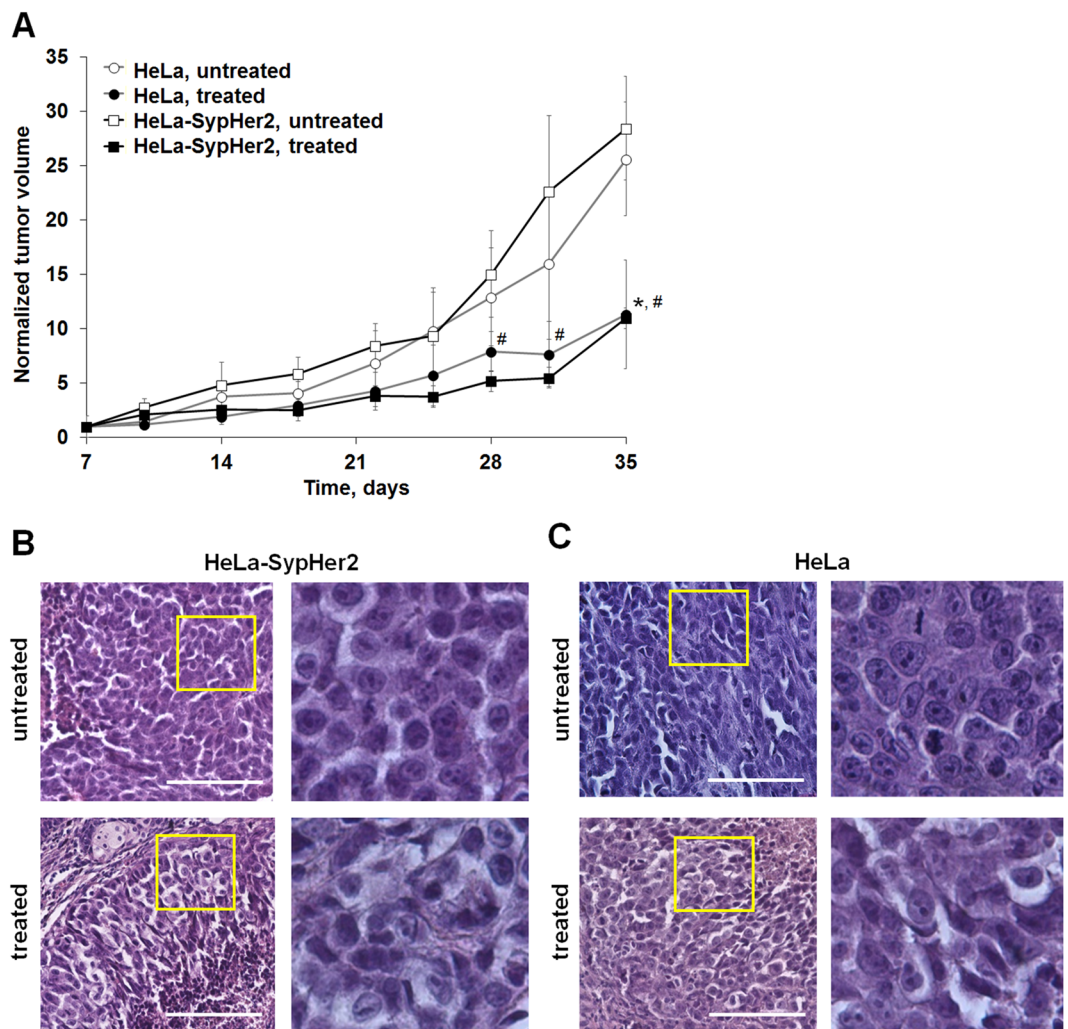 A
35
30
25
20
15
10
5
0
Normalized tumor volume
HeLa, untreated
HeLa, treated
HeLa-SypHer2, untreated
HeLa-SypHer2, treated
#
#
*, #
7 14 21 28 35
Time, days
B
HeLa-SypHer2
untreated
treated
C
HeLa
untreated
treated